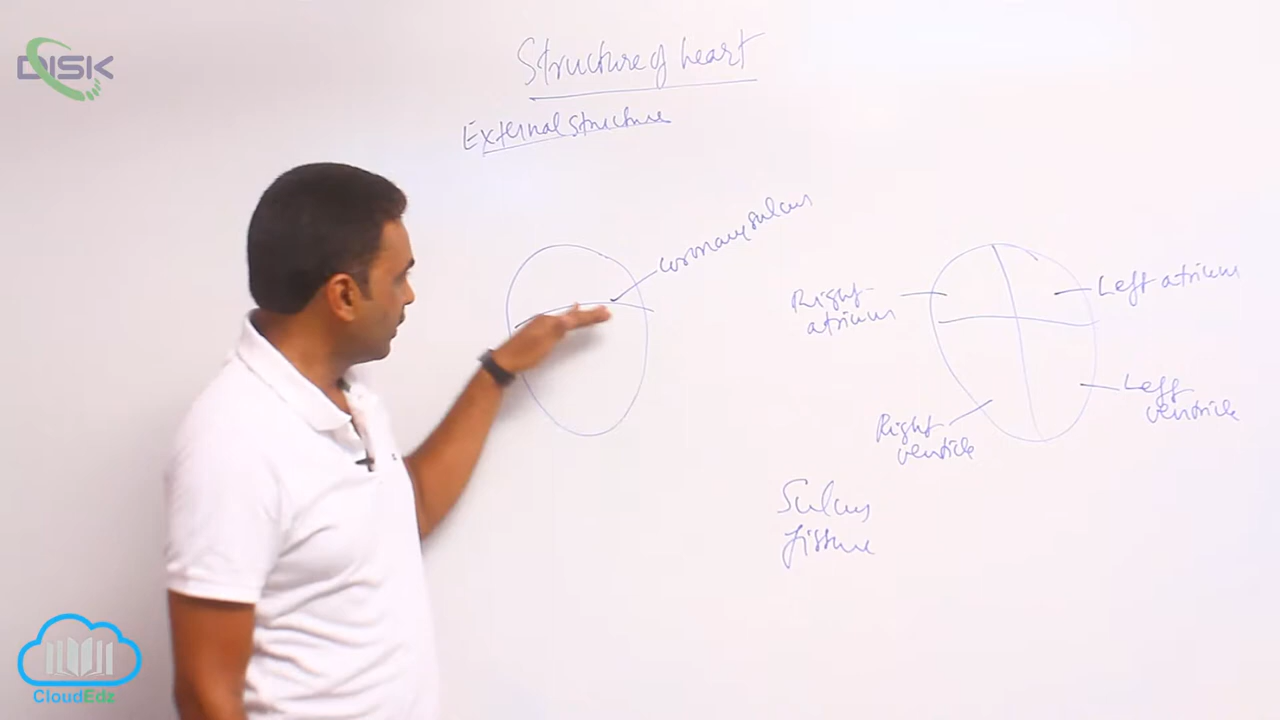 DISK
Structure of heart
External structure
coronary sulcus
Right
atrium
Left atrium
Left
ventricle
Right
ventricle
Sulcus
fissure
CloudEdz